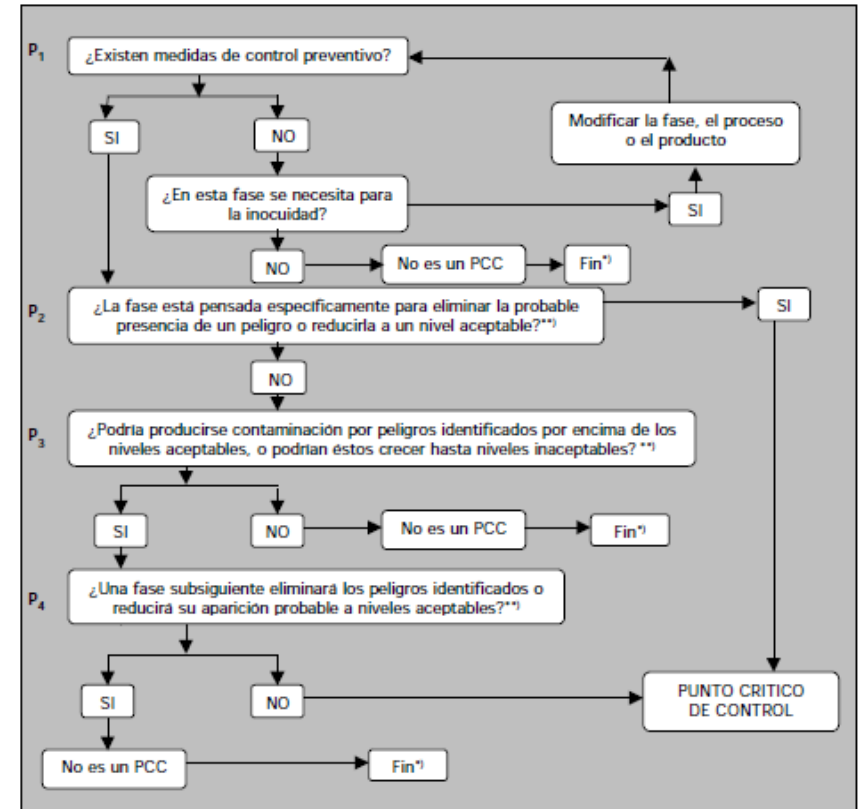 P1
¿Existen medidas de control preventivo?
SI
NO
Modificar la fase, el proceso
o el producto
¿En esta fase se necesita para
la inocuidad?
SI
NO
No es un PCC
Fin*)
P2
¿La fase está pensada específicamente para eliminar la probable
presencia de un peligro o reducirla a un nivel aceptable?**)
SI
NO
P3
¿Podría producirse contaminación por peligros identificados por encima de los
niveles aceptables, o podrían éstos crecer hasta niveles inaceptables? **)
SI
NO
No es un PCC
Fin*)
P4
¿Una fase subsiguiente eliminará los peligros identificados o
reducirá su aparición probable a niveles aceptables?**)
SI
NO
PUNTO CRITICO
DE CONTROL
No es un PCC
Fin*)